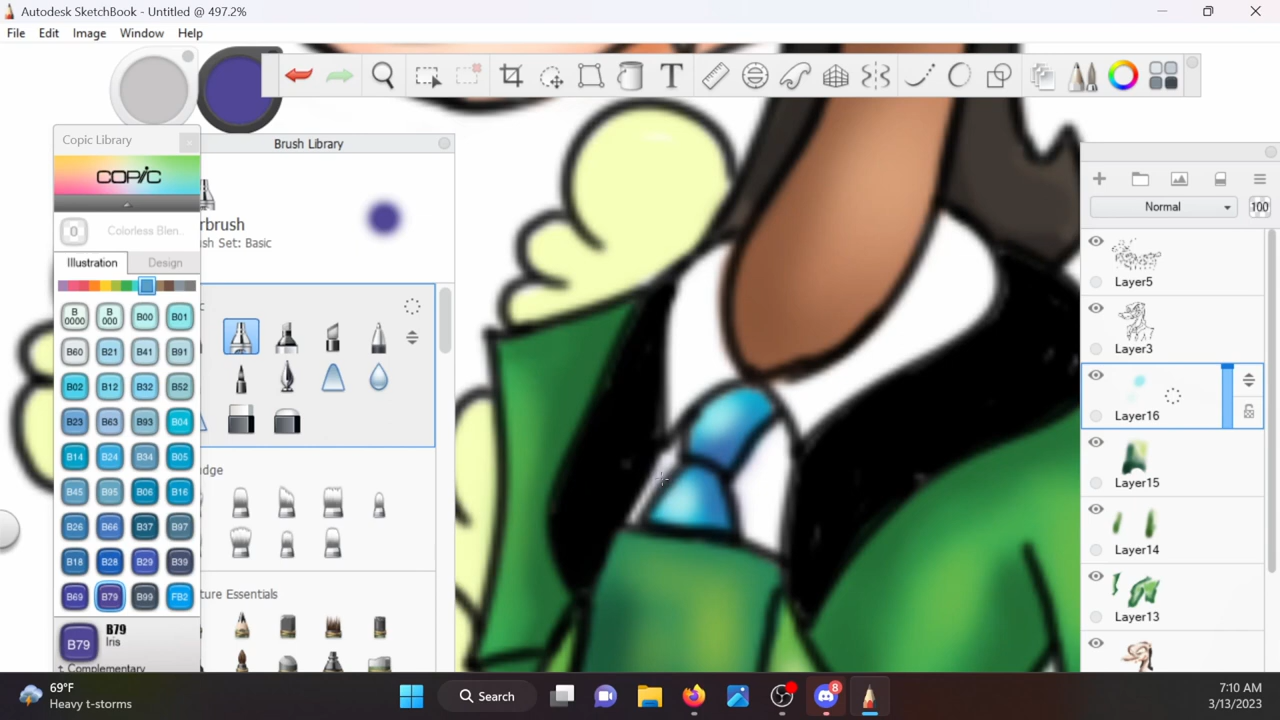 Autodesk SketchBook - Untitled @ 497.2%
File Edit Image Window Help
Copic Library
COPIC
0 Colorless Blen..
Illustration Design
B0000 B000 B00 B01
B60 B21 B41 B91
B02 B12 B32 B52
B23 B63 B93 B04
B14 B24 B34 B05
B45 B95 B06 B16
B26 B66 B37 B97
B18 B28 B29 B39
B69 B79 B99 FB2
B79 B79
Iris
Complementary
Brush Library
rbrush
sh Set: Basic
c
dge
ture Essentials
T
Normal 100
Layer5
Layer3
Layer16
Layer15
Layer14
Layer13
69°F
Heavy t-storms
Search
8
7:10 AM
3/13/2023